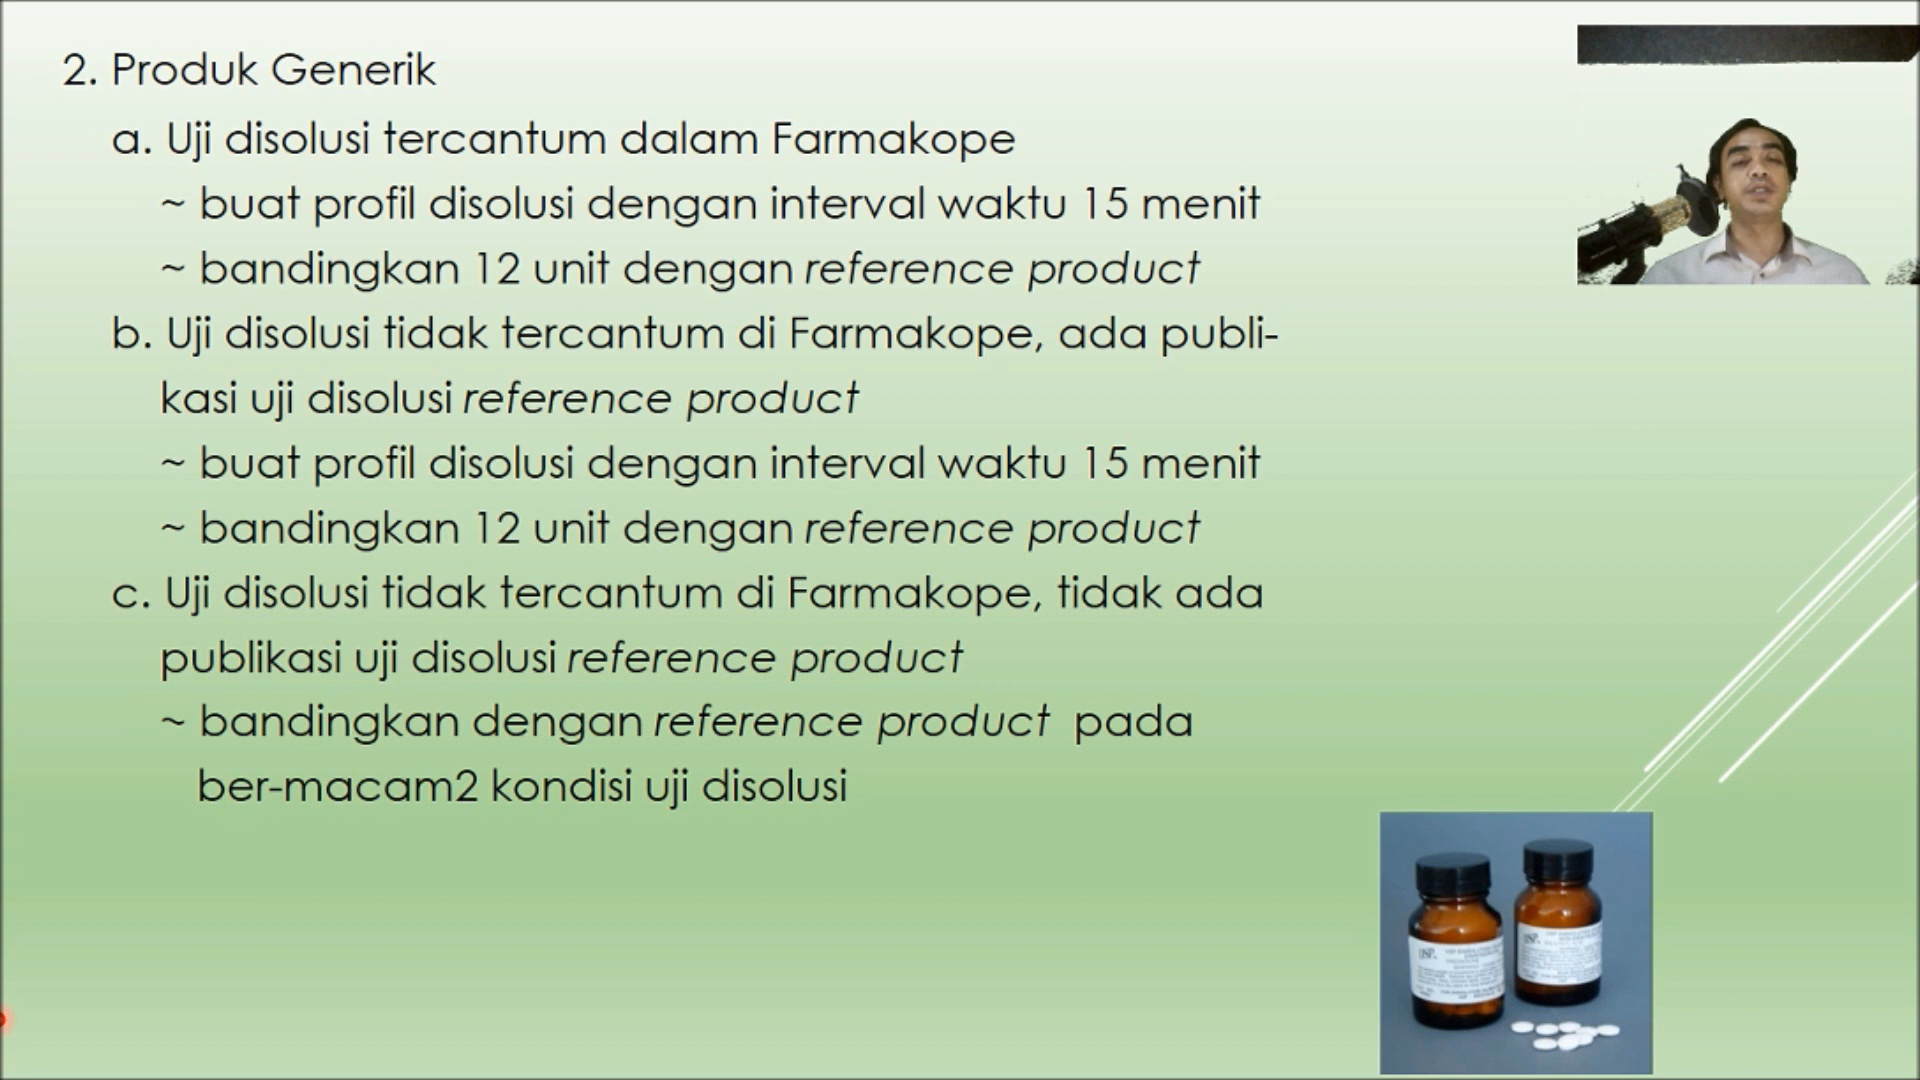 2. Produk Generik
a. Uji disolusi tercantum dalam Farmakope
~ buat profil disolusi dengan interval waktu 15 menit
~ bandingkan 12 unit dengan reference product
b. Uji disolusi tidak tercantum di Farmakope, ada publi-
kasi uji disolusi reference product
~ buat profil disolusi dengan interval waktu 15 menit
~ bandingkan 12 unit dengan reference product
c. Uji disolusi tidak tercantum di Farmakope, tidak ada
publikasi uji disolusi reference product
~ bandingkan dengan reference product pada
ber-macam2 kondisi uji disolusi